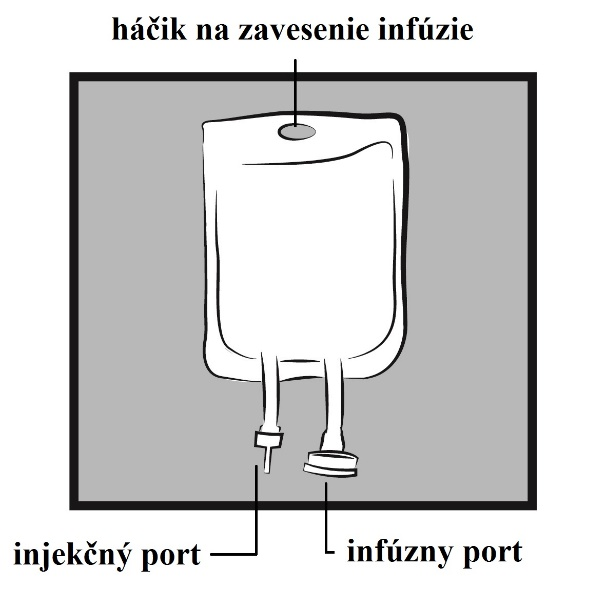 háčik na zavesenie infúzie
injekčný port
infúzny port